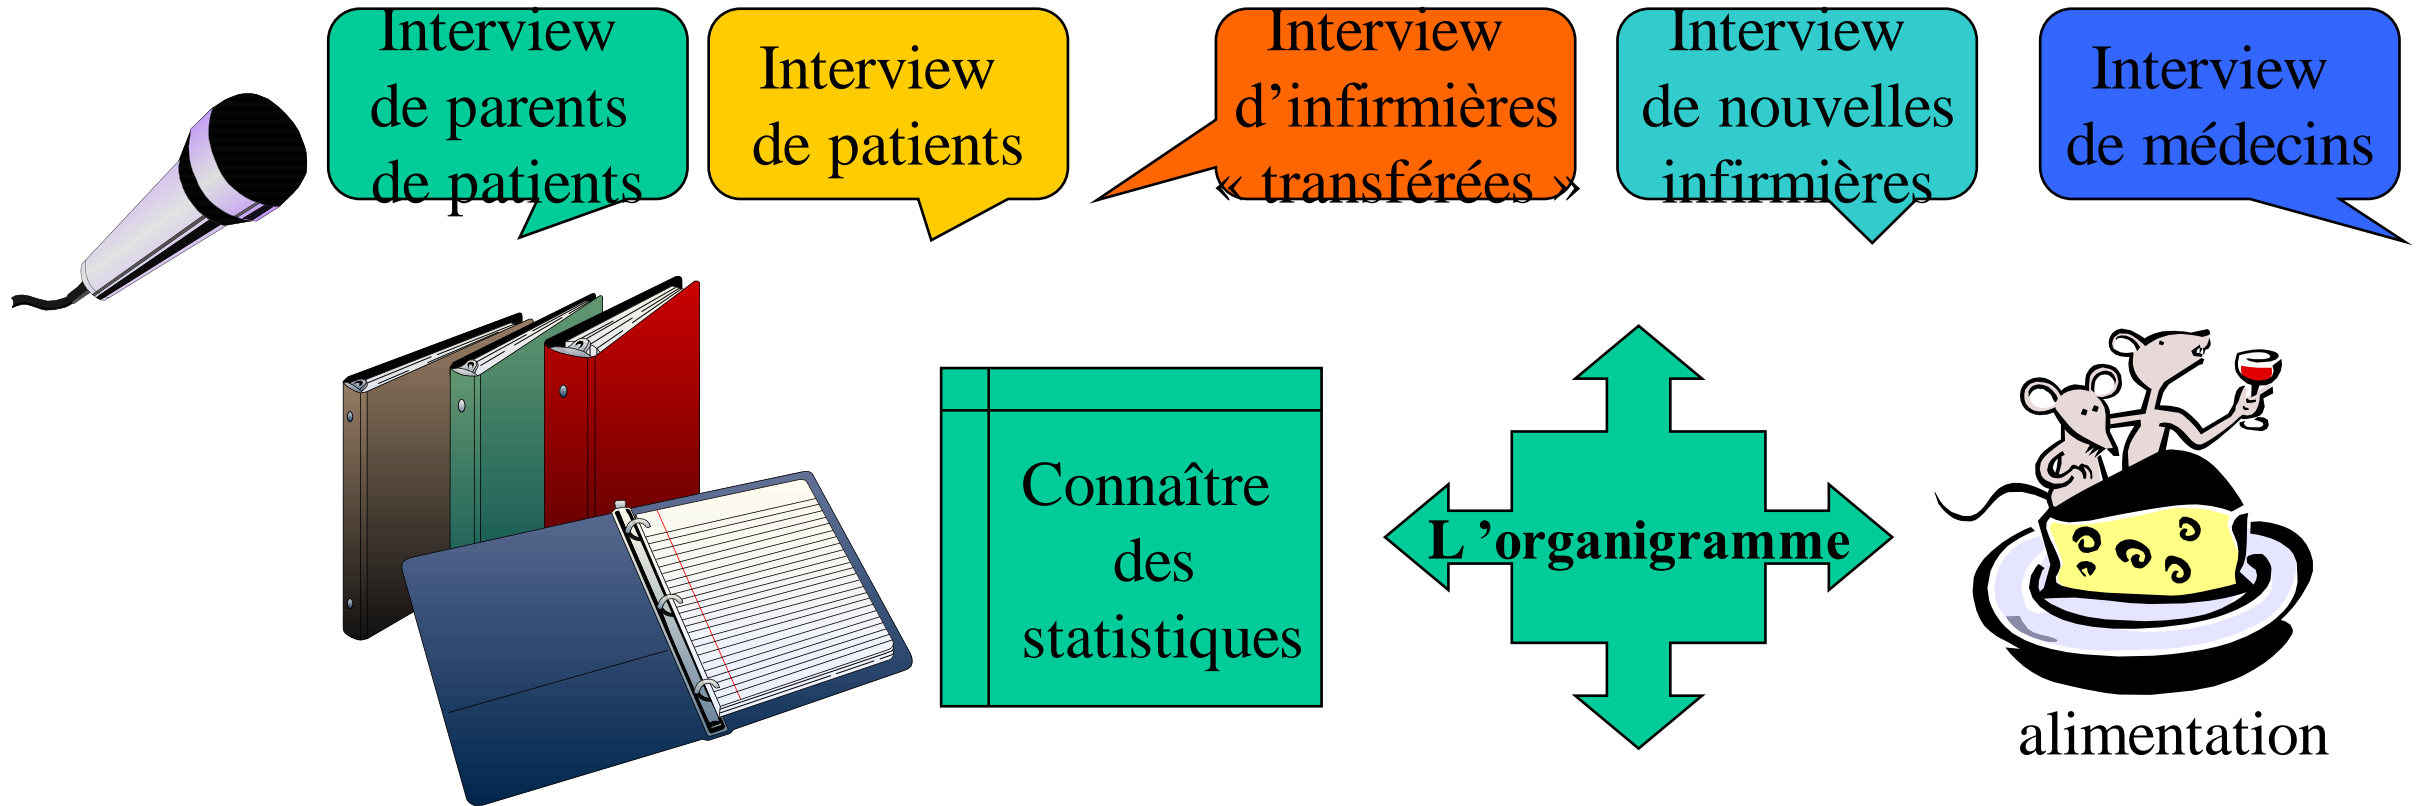 Interview
de parents
de patients
Interview
de patients
Interview
d’infirmières
« transférées »
Interview
de nouvelles
infirmières
Interview
de médecins
Connaître
des
statistiques
L ’organigramme
alimentation